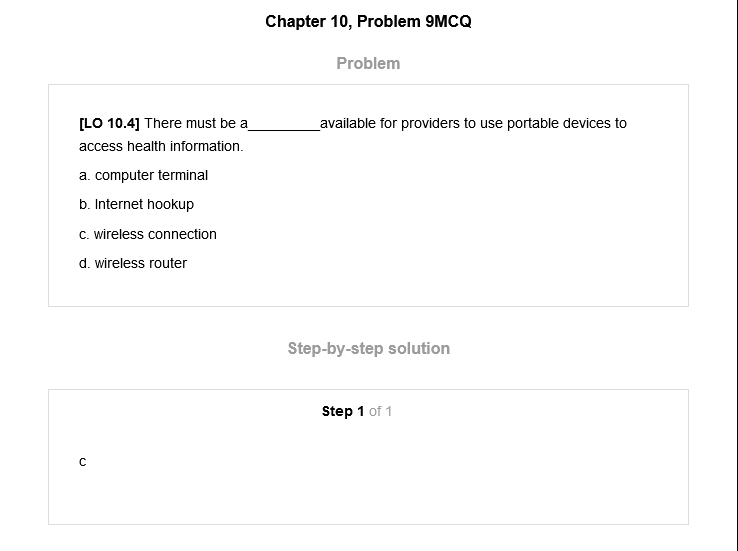 Chapter 10, Problem 9MCQ
Problem
[LO 10.4] There must be a_________available for providers to use portable devices to
access health information.
a. computer terminal
b. Internet hookup
c. wireless connection
d. wireless router
Step-by-step solution
Step 1 of 1
c